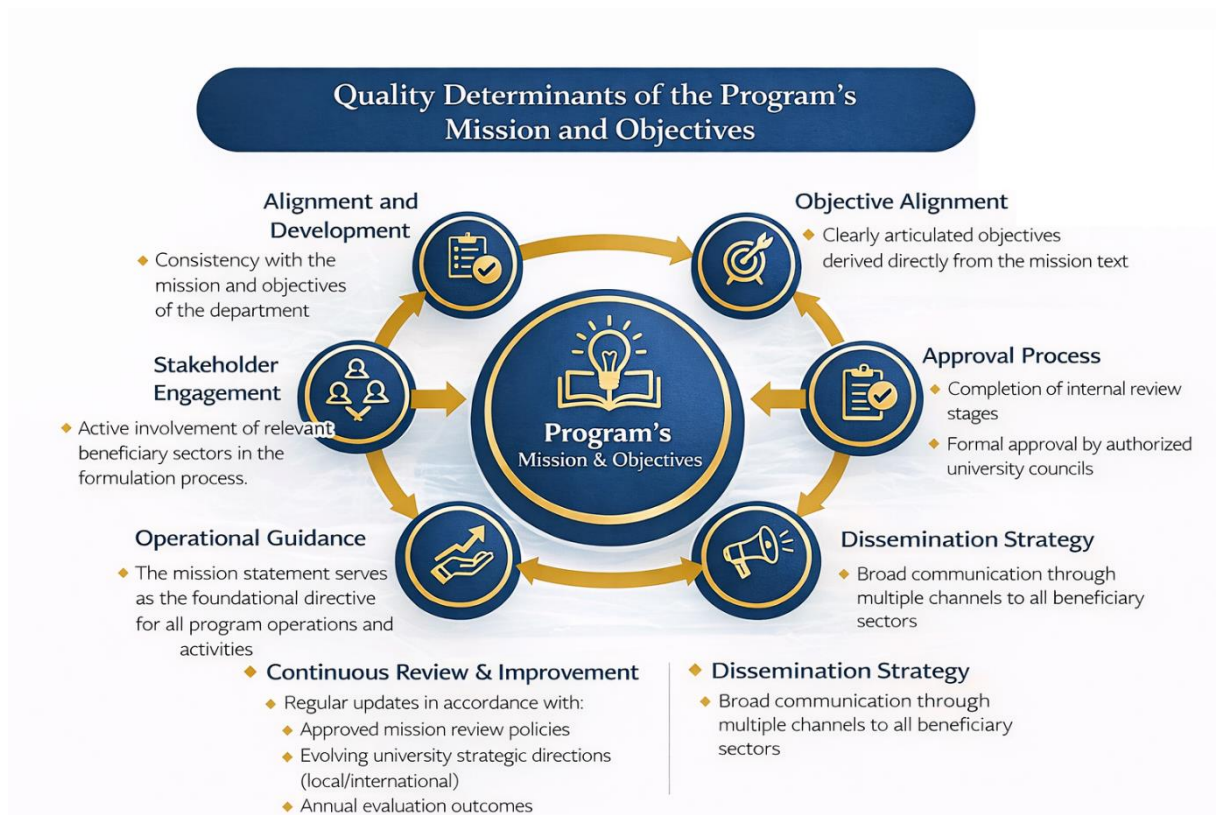 Quality Determinants of the Program's
Mission and Objectives
Alignment and
Development
◆ Consistency with the
mission and objectives
of the department
Objective Alignment
◆ Clearly articulated objectives
derived directly from the mission text
Stakeholder
Engagement
◆ Active involvement of relevant
beneficiary sectors in the
formulation process.
Program's
Mission & Objectives
Approval Process
◆ Completion of internal review
stages
◆ Formal approval by authorized
university councils
Operational Guidance
◆ The mission statement serves
as the foundational directive
for all program operations and
activities
Dissemination Strategy
◆ Broad communication through
multiple channels to all beneficiary
sectors
◆ Continuous Review & Improvement
◆ Regular updates in accordance with:
◆ Approved mission review policies
◆ Evolving university strategic directions
(local/international)
◆ Annual evaluation outcomes
◆ Dissemination Strategy
◆ Broad communication through
multiple channels to all beneficiary
sectors